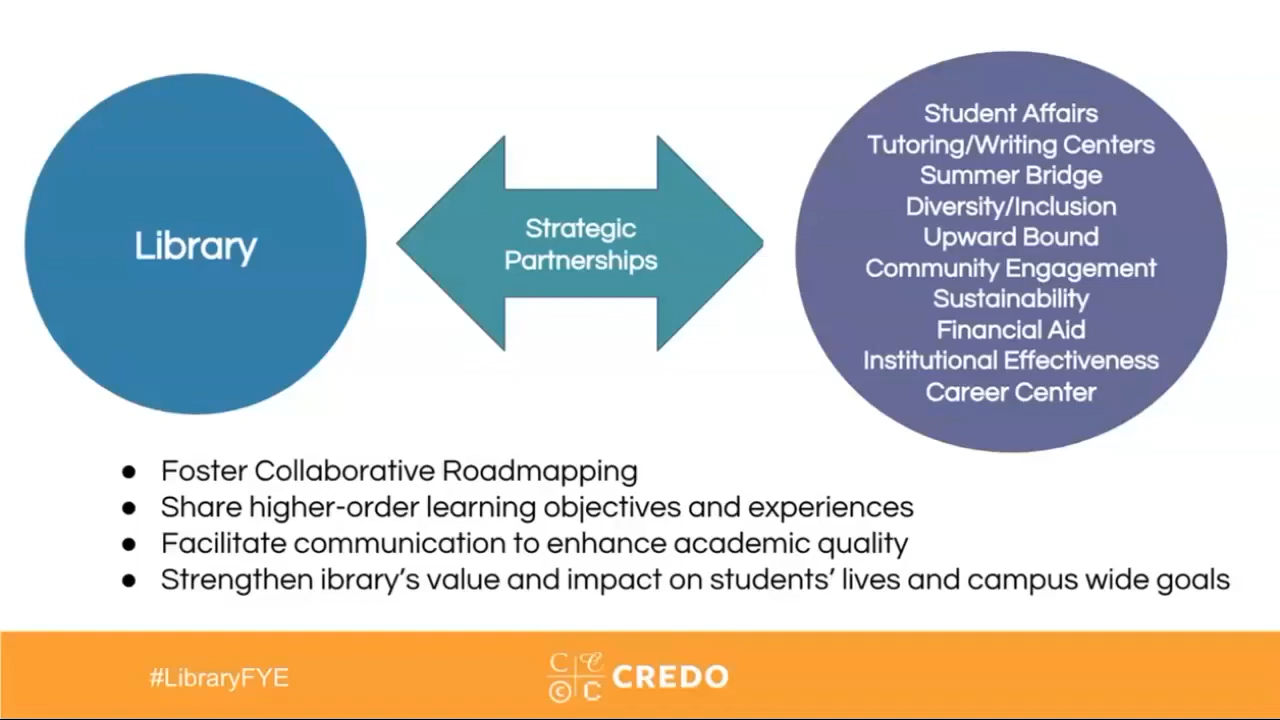 Library
Strategic
Partnerships
Student Affairs
Tutoring/Writing Centers
Summer Bridge
Diversity/Inclusion
Upward Bound
Community Engagement
Sustainability
Financial Aid
Institutional Effectiveness
Career Center
● Foster Collaborative Roadmapping
● Share higher-order learning objectives and experiences
● Facilitate communication to enhance academic quality
● Strengthen ibrary’s value and impact on students’ lives and campus wide goals
#LibraryFYE
C C
© C
CREDO